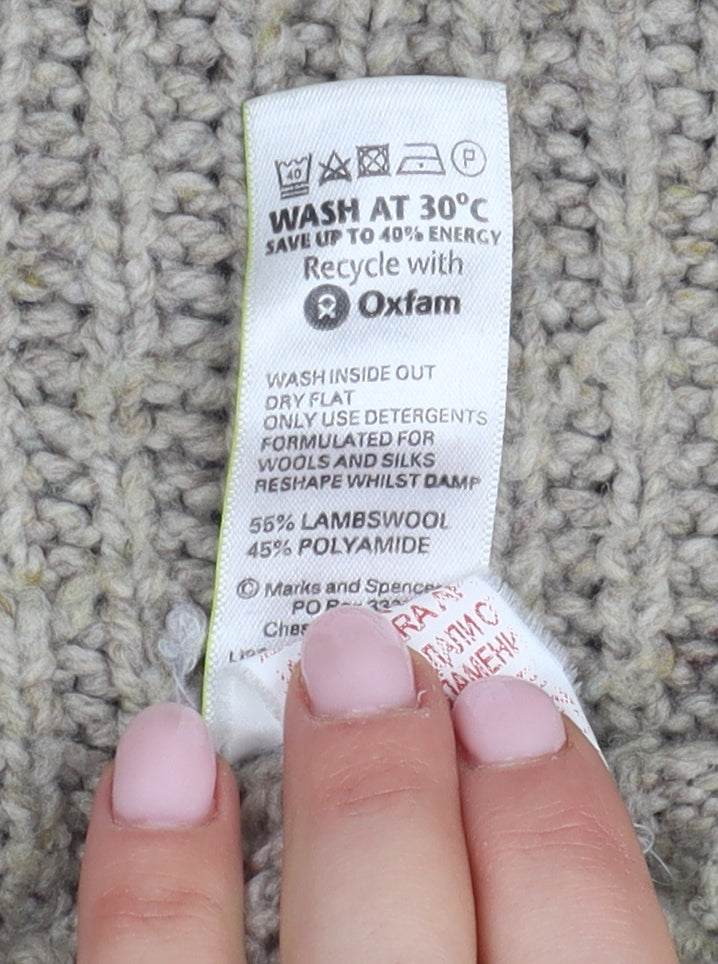 40 P
WASH AT 30°C
SAVE UP TO 40% ENERGY
Recycle with
Oxfam
WASH INSIDE OUT
DRY FLAT
ONLY USE DETERGENTS
FORMULATED FOR
WOOLS AND SILKS
RESHAPE WHILST DAMP
55% LAMBSWOOL
45% POLYAMIDE
© Marks and Spencer
PO